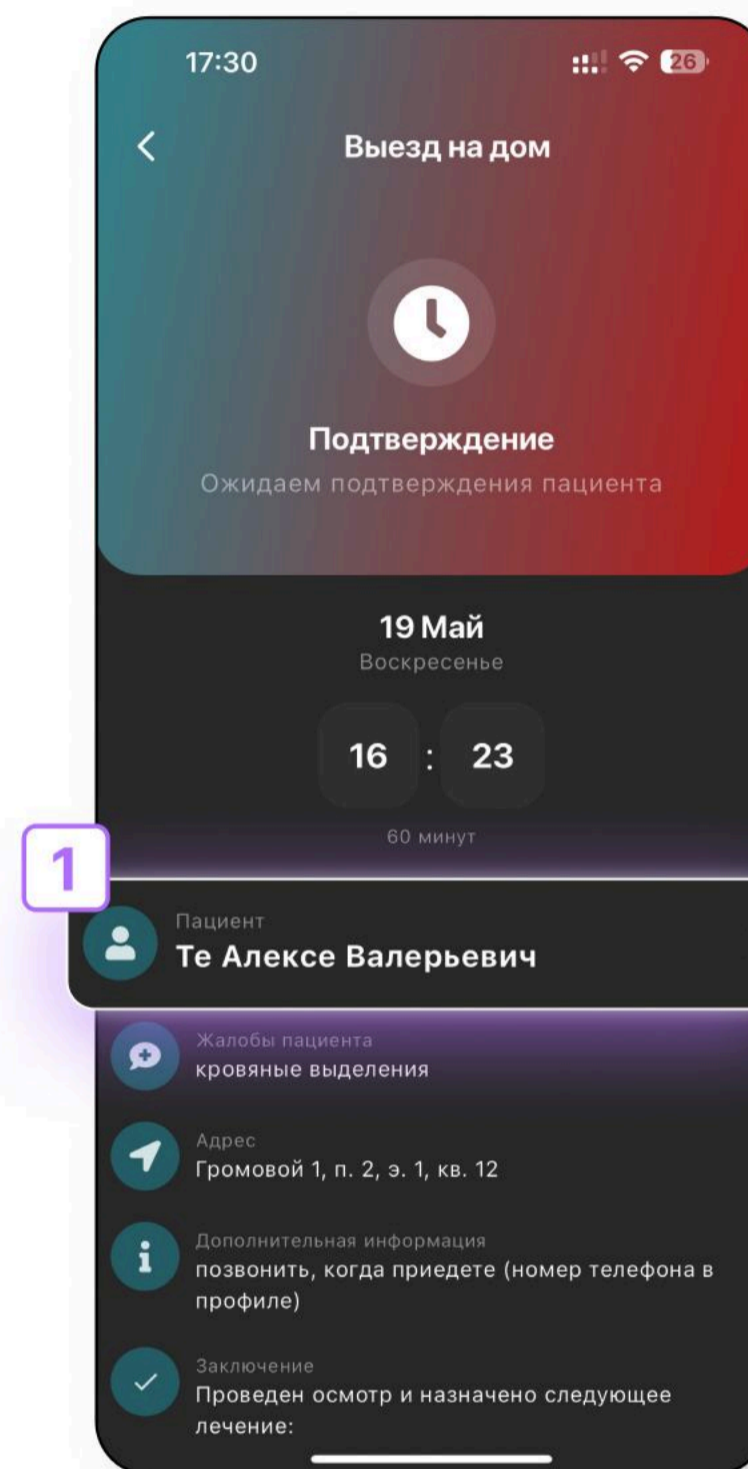 17:30
26
Выезд на дом
Подтверждение
Ожидаем подтверждения пациента
19 Май
Воскресенье
16 : 23
60 минут
1
Пациент
Те Алексе Валерьевич
Жалобы пациента
кровяные выделения
Адрес
Громовой 1, п. 2, э. 1, кв. 12
Дополнительная информация
позвонить, когда приедете (номер телефона в
профиле)
Заключение
Проведен осмотр и назначено следующее
лечение: